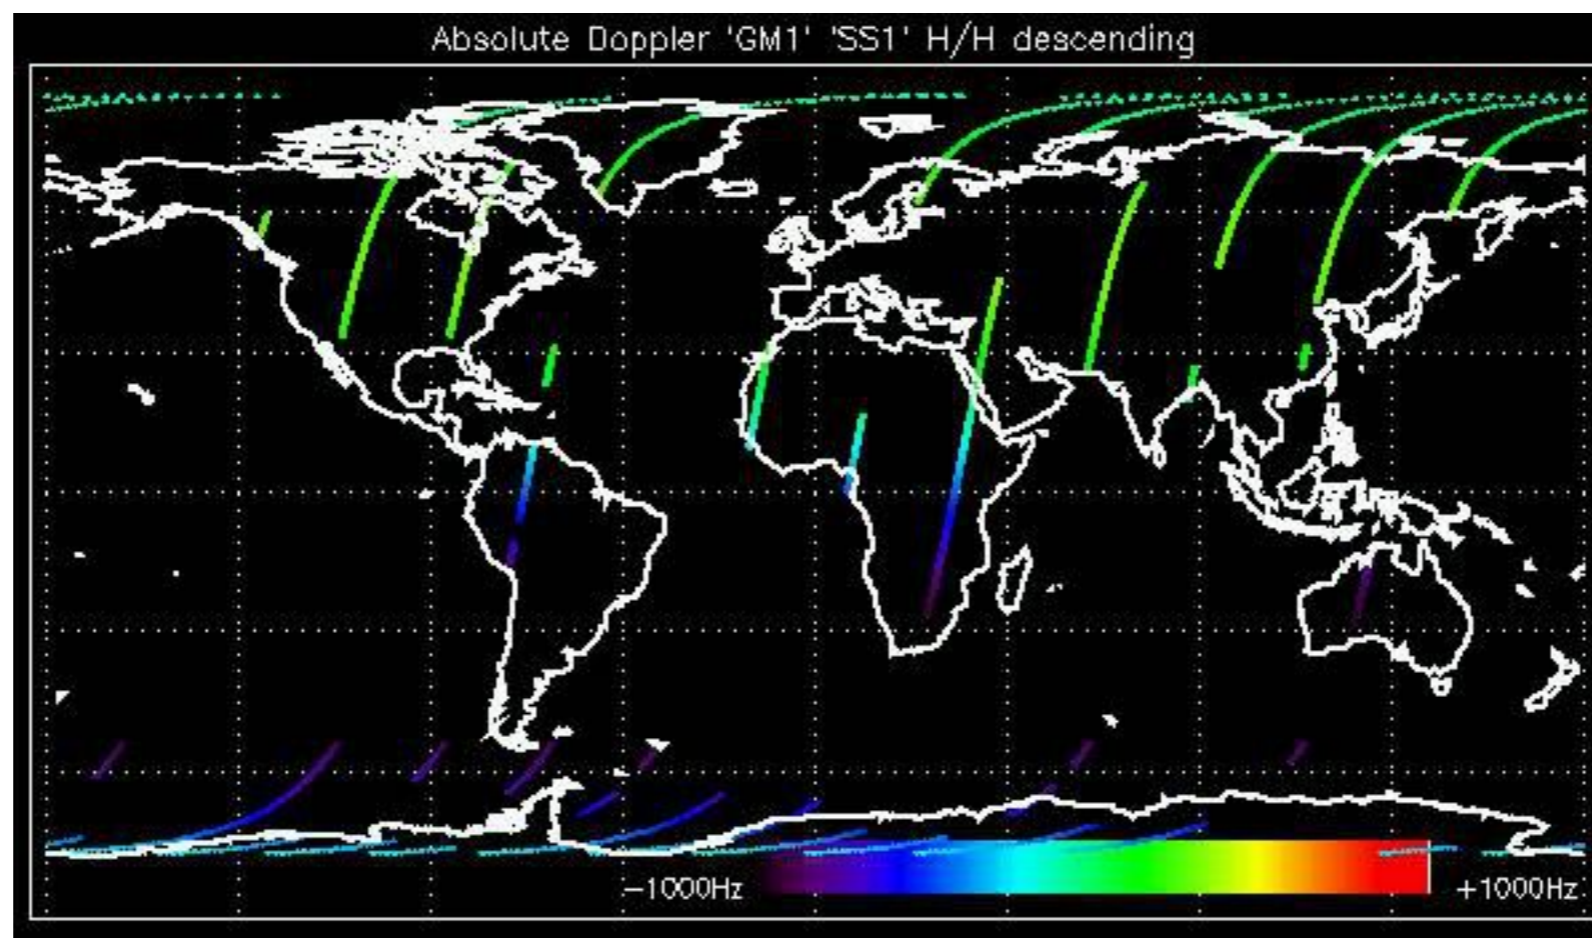 Absolute Doppler 'GM1' 'SS1' H/H descending
−1000Hz
+1000Hz